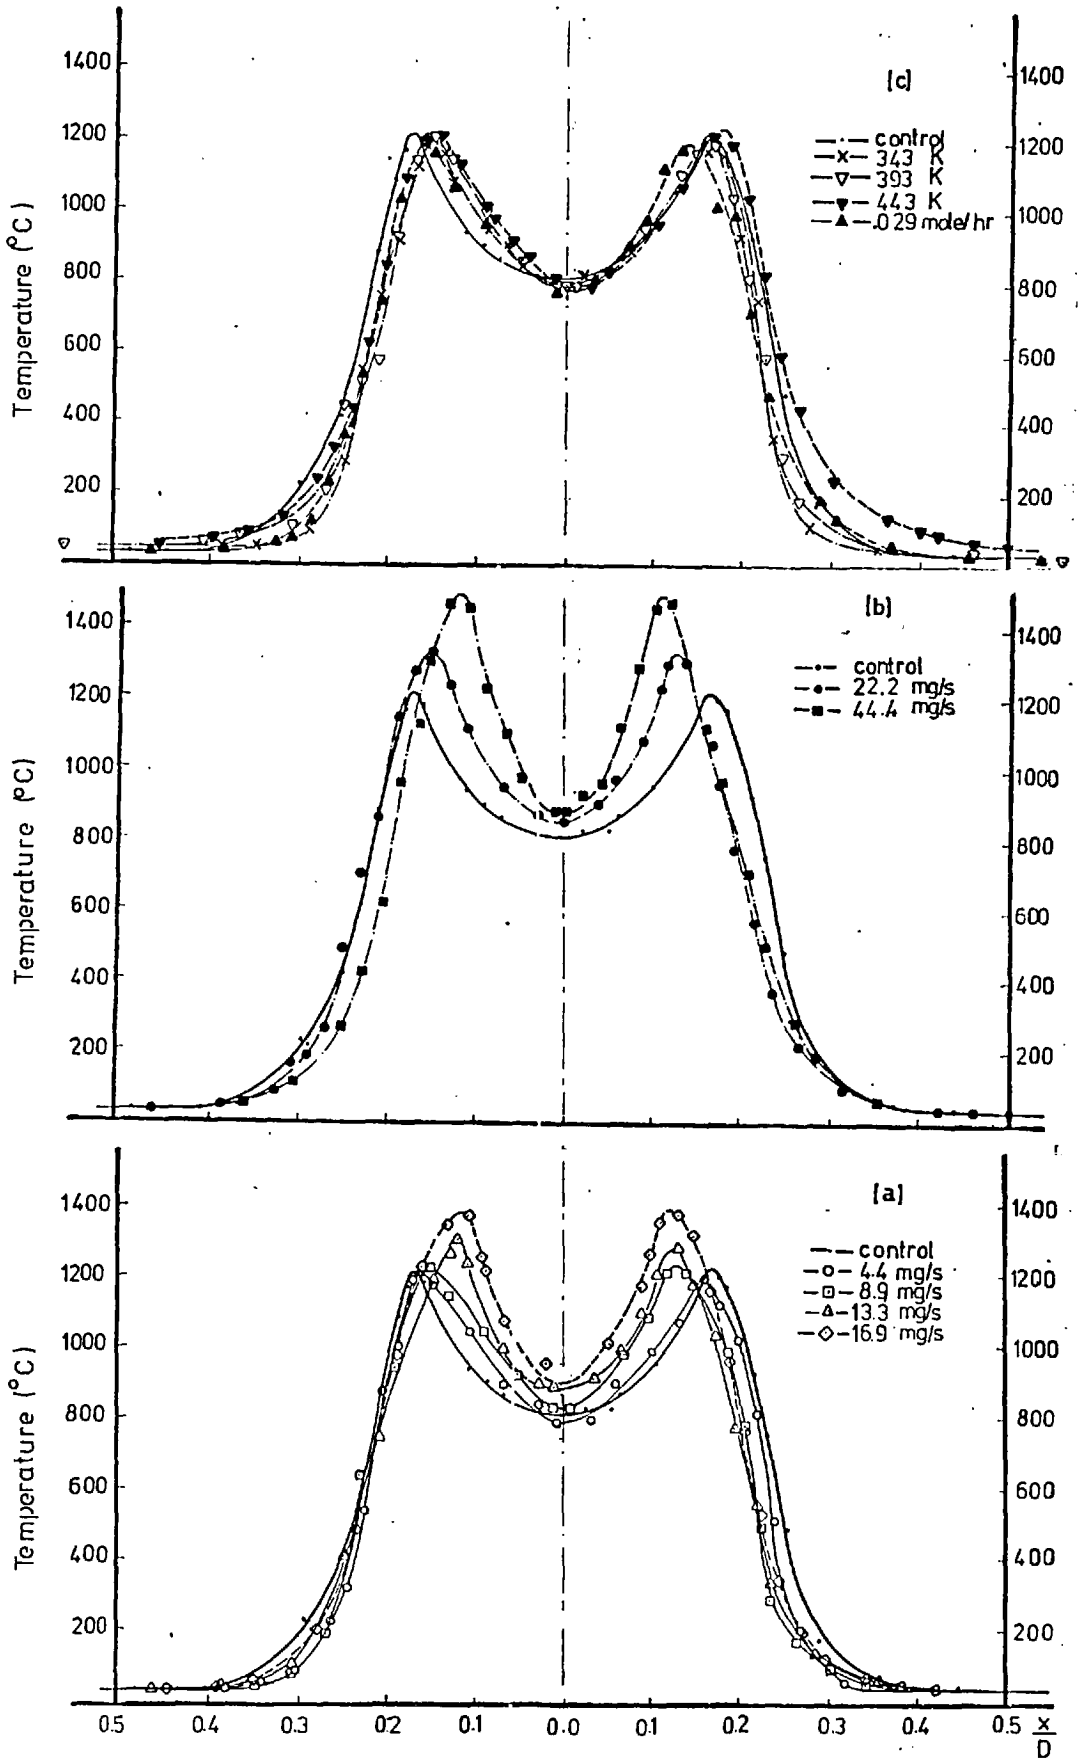 [c]
1400
1200
1000
800
600
400
200
Temperature (°C)
1400
1200
1000
800
600
400
200
control
343 K
393 K
443 K
.029 mole/hr
[b]
1400
1200
1000
800
600
400
200
Temperature (°C)
1400
1200
1000
800
600
400
200
control
22.2 mg/s
44.4 mg/s
[a]
1400
1200
1000
800
600
400
200
Temperature (°C)
1400
1200
1000
800
600
400
200
control
4.4 mg/s
8.9 mg/s
13.3 mg/s
16.9 mg/s
0.5 0.4 0.3 0.2 0.1 0.0 0.1 0.2 0.3 0.4 0.5 x
D